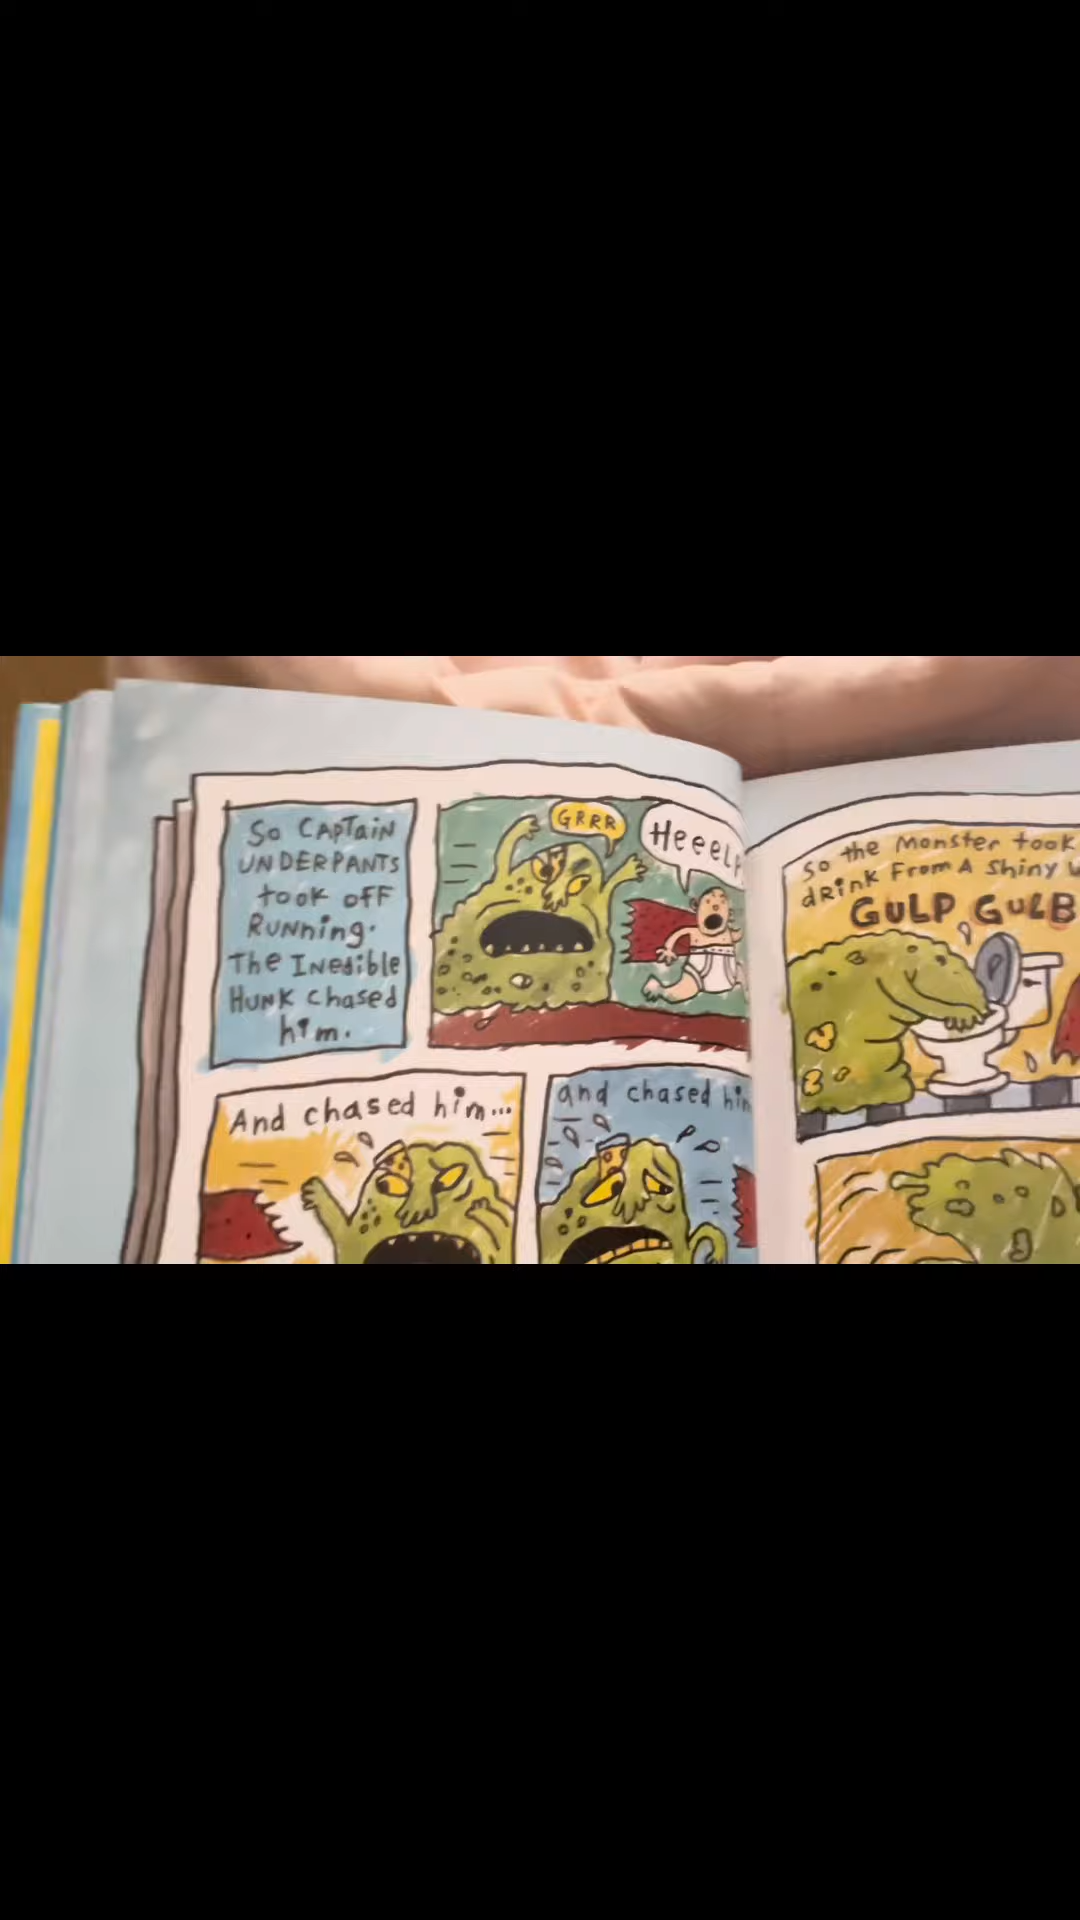 So CAPTAiN
UNDERPANTS
took oFF
RUNNing.
The INedible
HUNK chased
him.
GRRR
HeeeL
And chased him...
and chased him
So the Monster took
dRiNK From A Shiny
GULP GULB